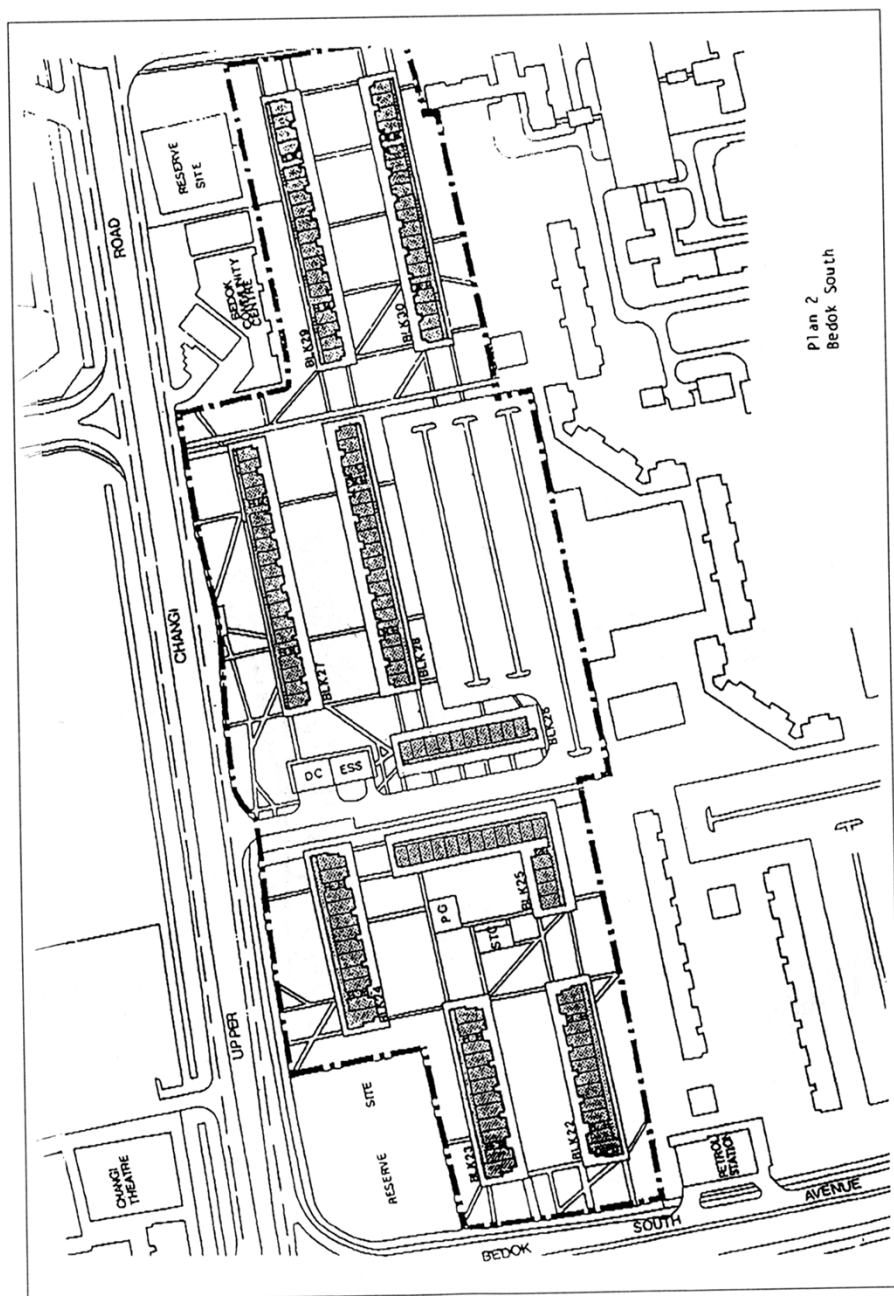 ROAD
RESERVE
SITE
BEDOK
COMMUNITY
CENTRE
BLK29
BLK30
CHANGI
BLK27
BLK28
DC
ESS
BLK26
UPPER
BLK24
PG
STC
BLK25
RESERVE
SITE
BLK23
BLK22
CHANGI
THEATRE
PETROL
STATION
BEDOK
SOUTH
AVENUE
Plan 2
Bedok South